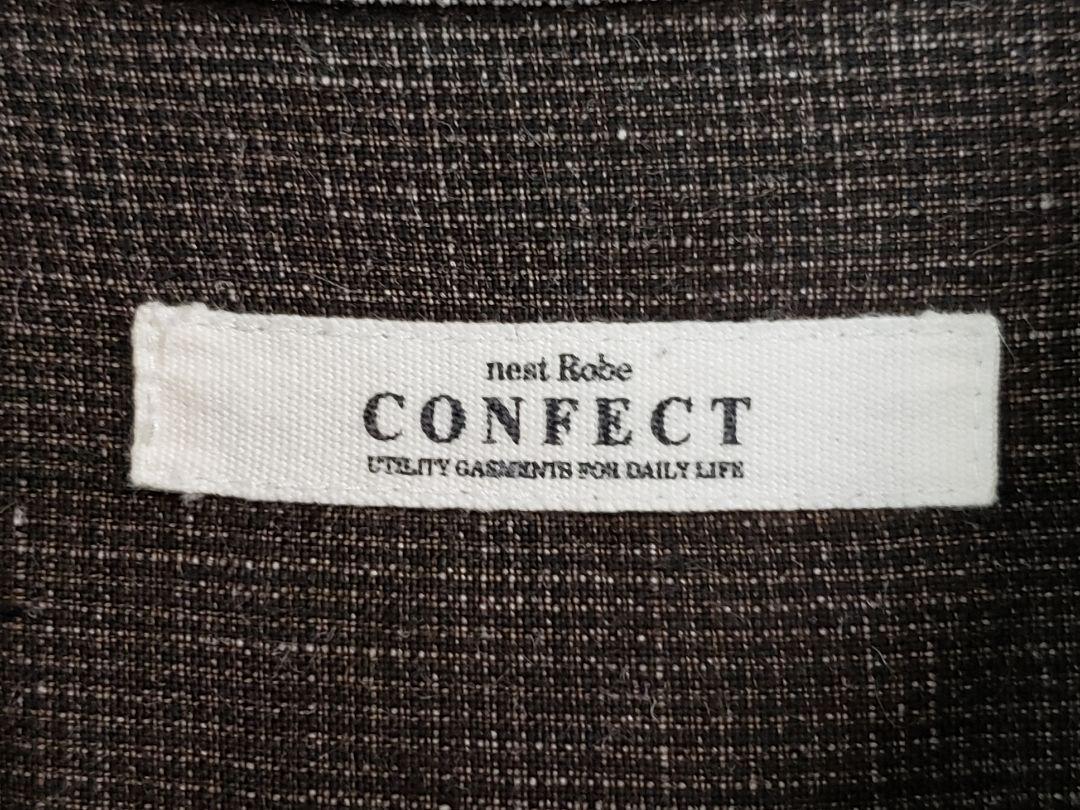 nest Robe
CONFECT
UTILITY GARMENTS FOR DAILY LIFE